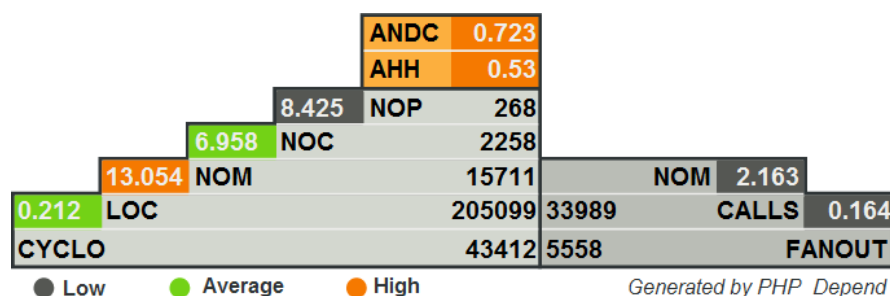 ANDC 0.723
AHH 0.53
8.425 NOP 268
6.958 NOC 2258
13.054 NOM 15711 NOM 2.163
0.212 LOC 205099 33989 CALLS 0.164
CYCLO 43412 5558 FANOUT
Low Average High Generated by PHP_Depend